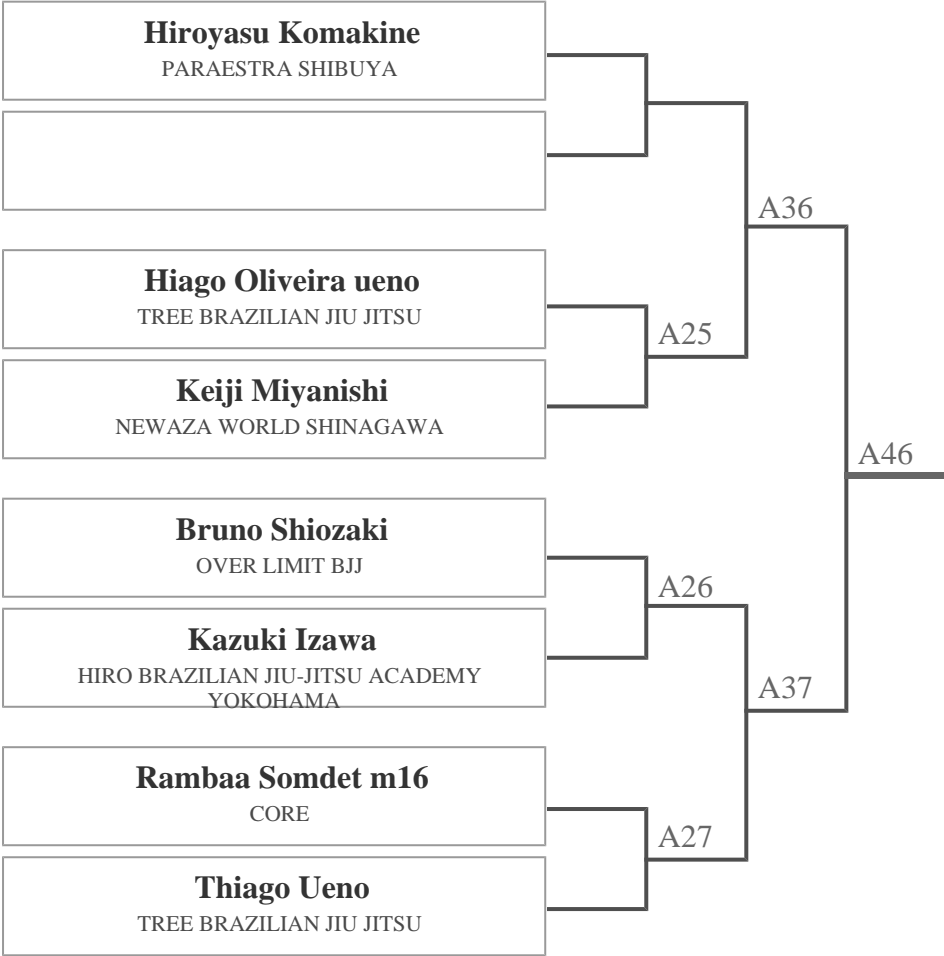 Hiroyasu Komakine
PARAESTRA SHIBUYA
A36
Hiago Oliveira ueno
TREE BRAZILIAN JIU JITSU
A25
Keiji Miyanishi
NEWAZA WORLD SHINAGAWA
A46
Bruno Shiozaki
OVER LIMIT BJJ
A26
Kazuki Izawa
HIRO BRAZILIAN JIU-JITSU ACADEMY
YOKOHAMA
A37
Rambaa Somdet m16
CORE
A27
Thiago Ueno
TREE BRAZILIAN JIU JITSU